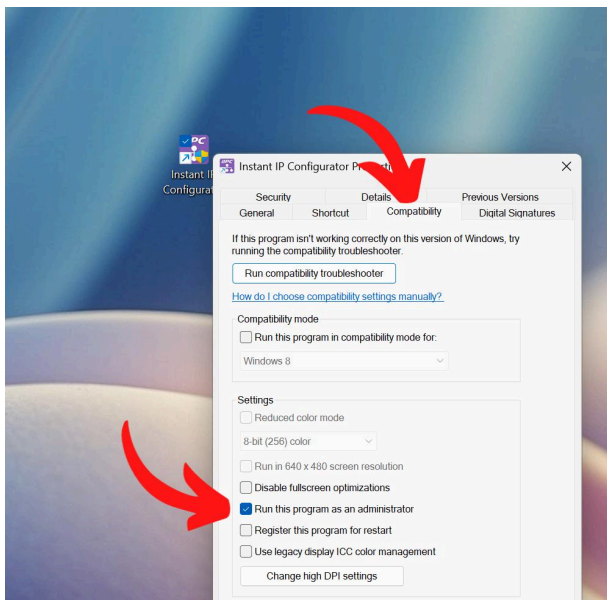 PC
Instant IP
Configurat
Instant IP Configurator Pr
Security Details Previous Versions
General Shortcut Compatibility Digital Signatures
If this program isn't working correctly on this version of Windows, try
running the compatibility troubleshooter.
Run compatibility troubleshooter
How do I choose compatibility settings manually?
Compatibility mode
Run this program in compatibility mode for:
Windows 8
Settings
Reduced color mode
8-bit (256) color
Run in 640 x 480 screen resolution
Disable fullscreen optimizations
Run this program as an administrator
Register this program for restart
Use legacy display ICC color management
Change high DPI settings